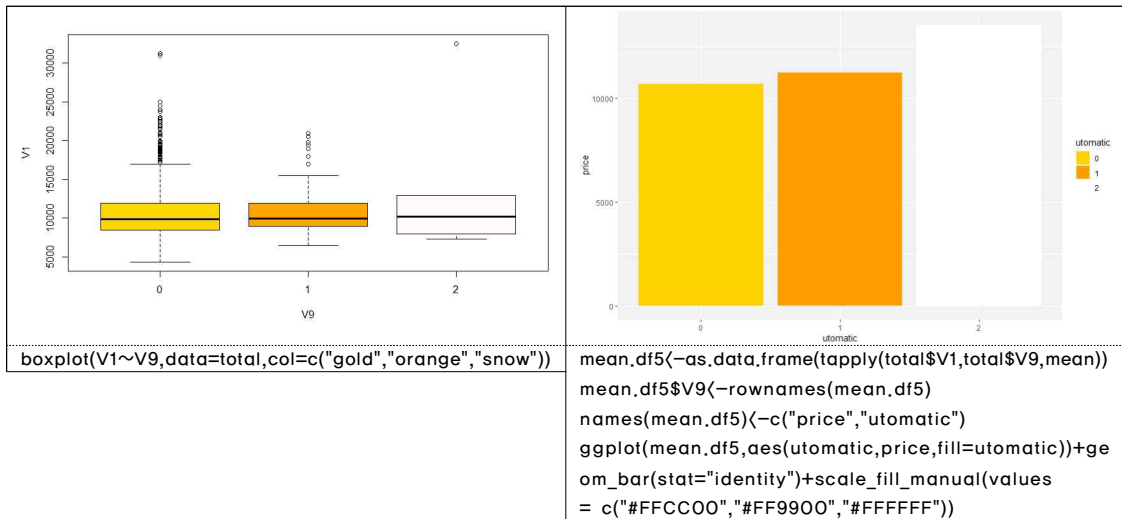 30000
25000
20000
15000
10000
5000
V1
0 1 2
V9
10000
5000
0
price
0 1 2
utomatic
utomatic
0
1
2
boxplot(V1~V9,data=total,col=c("gold","orange","snow"))
mean.df5<-as.data.frame(tapply(total$V1,total$V9,mean))
mean.df5$V9<-rownames(mean.df5)
names(mean.df5)<-c("price","utomatic")
ggplot(mean.df5,aes(utomatic,price,fill=utomatic))+ge
om_bar(stat="identity")+scale_fill_manual(values
= c("#FFCC00","#FF9900","#FFFFFF"))